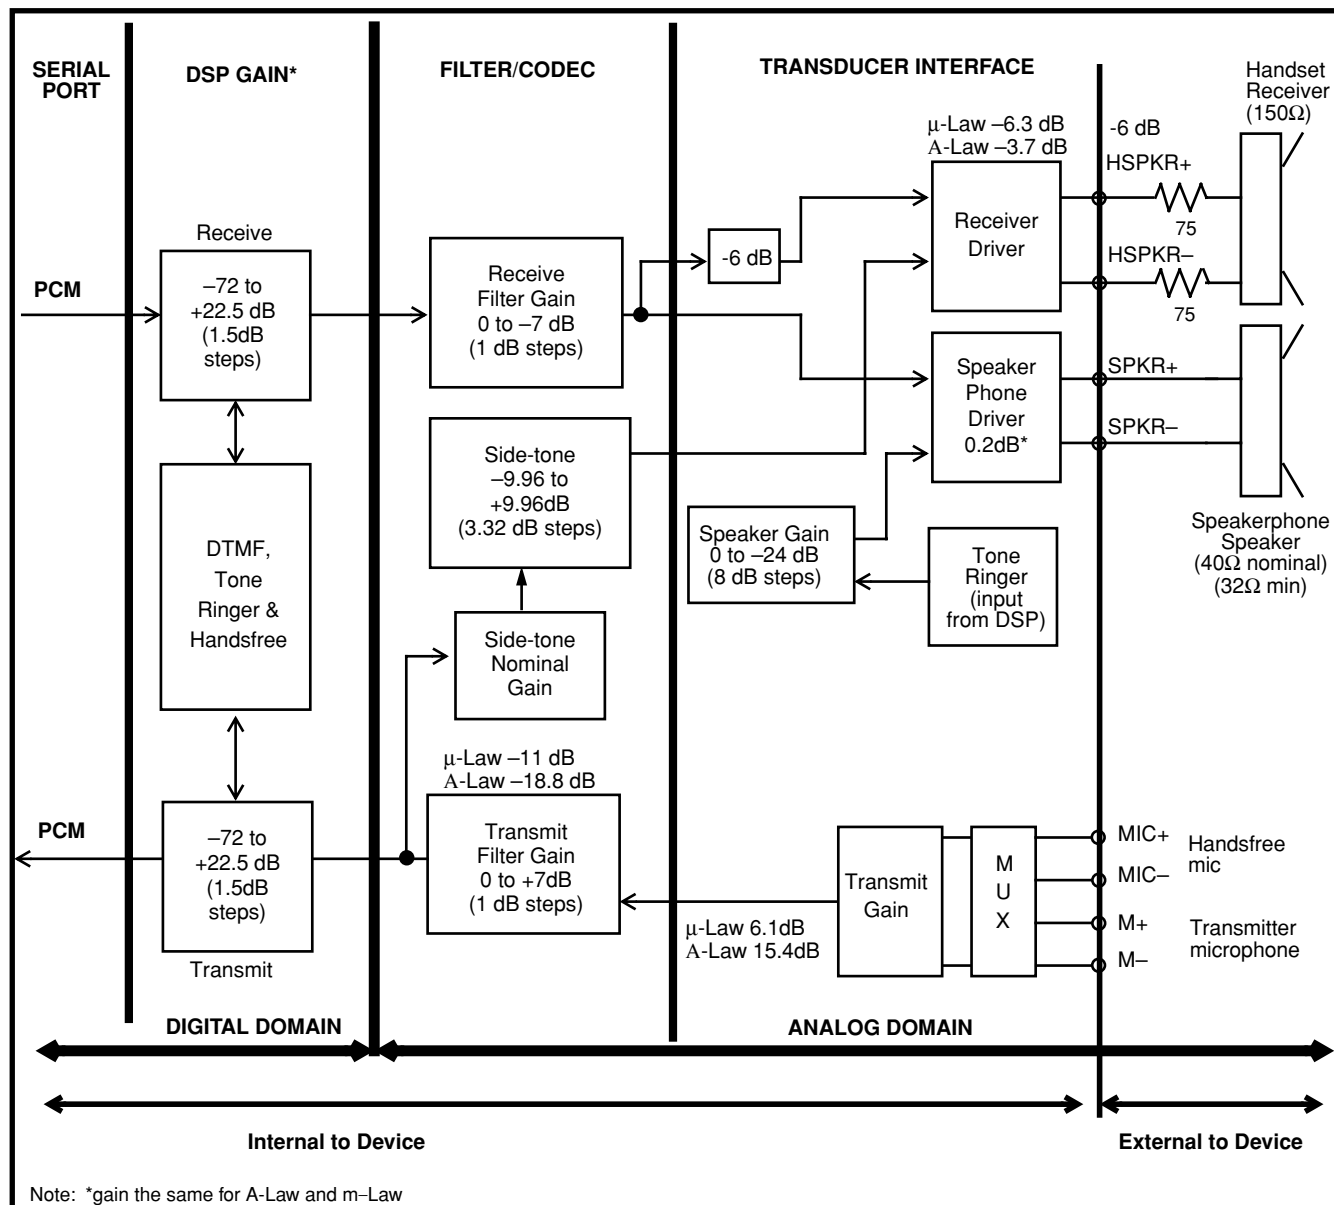 SERIAL
PORT
DSP GAIN*
FILTER/CODEC
TRANSDUCER INTERFACE
Handset
Receiver
(150Ω)
μ-Law –6.3 dB
A-Law –3.7 dB
-6 dB
HSPKR+
75
HSPKR–
75
Receive
PCM
–72 to
+22.5 dB
(1.5dB
steps)
Receive
Filter Gain
0 to –7 dB
(1 dB steps)
-6 dB
Receiver
Driver
Speaker
Phone
Driver
0.2dB*
SPKR+
SPKR–
Speakerphone
Speaker
(40Ω nominal)
(32Ω min)
DTMF,
Tone
Ringer &
Handsfree
Side-tone
–9.96 to
+9.96dB
(3.32 dB steps)
Speaker Gain
0 to –24 dB
(8 dB steps)
Tone
Ringer
(input
from DSP)
Side-tone
Nominal
Gain
μ-Law –11 dB
A-Law –18.8 dB
PCM
–72 to
+22.5 dB
(1.5dB
steps)
Transmit
Transmit
Filter Gain
0 to +7dB
(1 dB steps)
μ-Law 6.1dB
A-Law 15.4dB
Transmit
Gain
M
U
X
MIC+
MIC–
Handsfree
mic
M+
M–
Transmitter
microphone
DIGITAL DOMAIN
ANALOG DOMAIN
Internal to Device
External to Device
Note: *gain the same for A-Law and m–Law